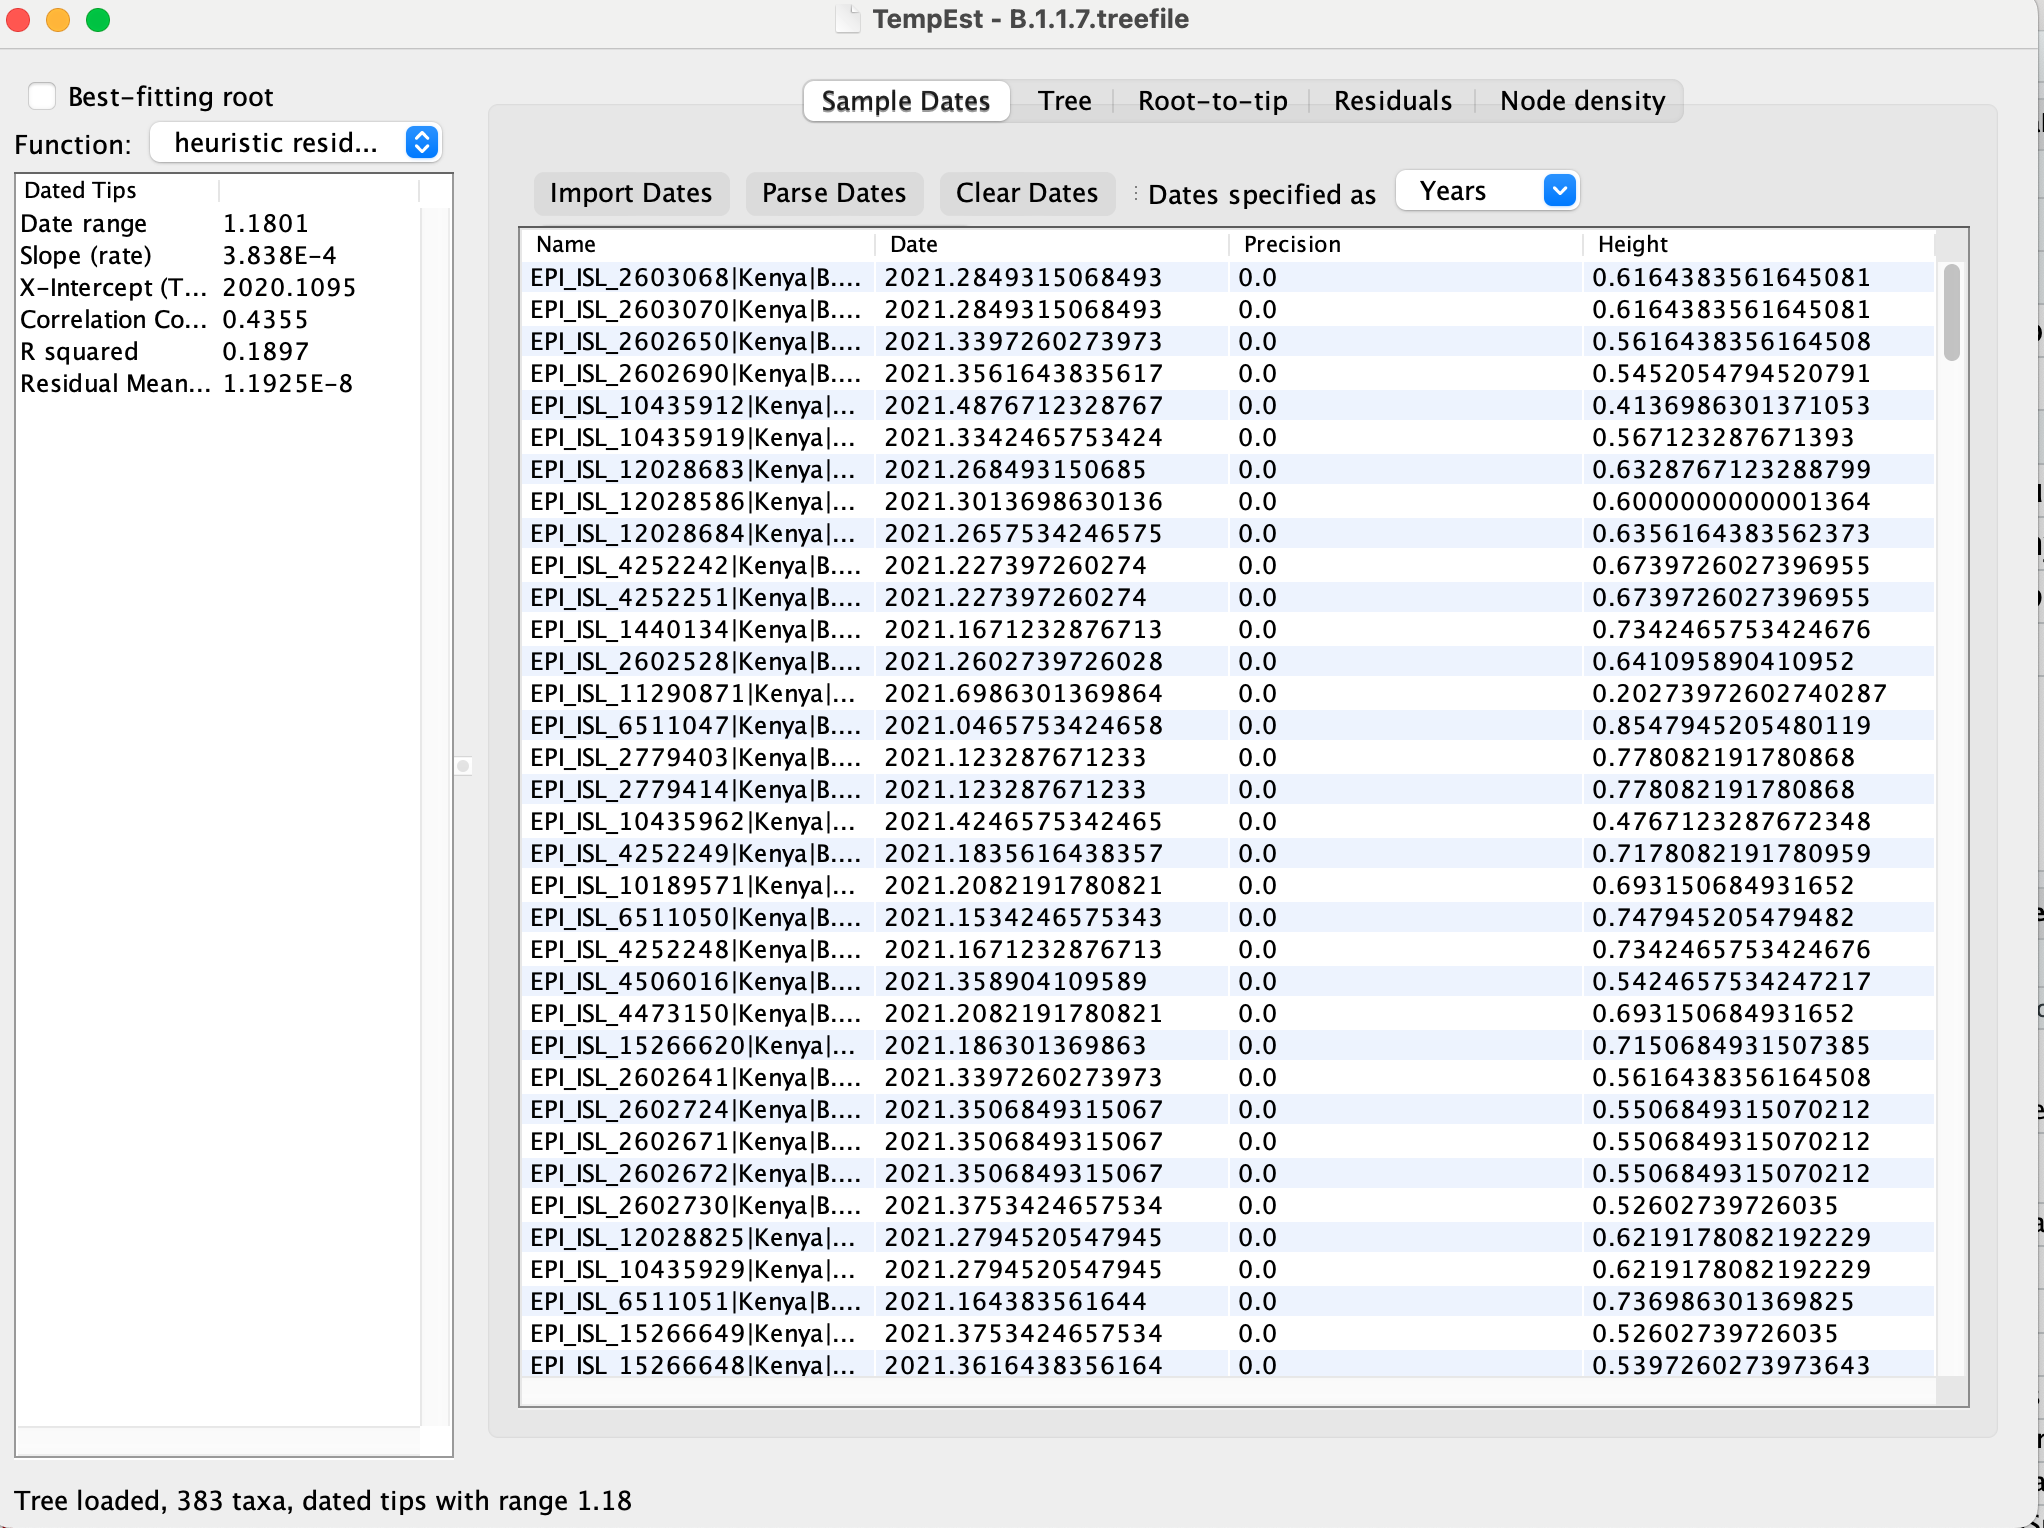 TempEst - B.1.1.7.treefile
Best-fitting root
Function: heuristic resid...
Dated Tips
Date range 1.1801
Slope (rate) 3.838E-4
X-Intercept (T... 2020.1095
Correlation Co... 0.4355
R squared 0.1897
Residual Mean... 1.1925E-8
Sample Dates Tree Root-to-tip Residuals Node density
Import Dates Parse Dates Clear Dates Dates specified as Years
Name Date Precision Height
EPI_ISL_2603068|Kenya|B.... 2021.2849315068493 0.0 0.6164383561645081
EPI_ISL_2603070|Kenya|B.... 2021.2849315068493 0.0 0.6164383561645081
EPI_ISL_2602650|Kenya|B.... 2021.3397260273973 0.0 0.5616438356164508
EPI_ISL_2602690|Kenya|B.... 2021.3561643835617 0.0 0.5452054794520791
EPI_ISL_10435912|Kenya|... 2021.4876712328767 0.0 0.4136986301371053
EPI_ISL_10435919|Kenya|... 2021.3342465753424 0.0 0.567123287671393
EPI_ISL_12028683|Kenya|... 2021.268493150685 0.0 0.6328767123288799
EPI_ISL_12028586|Kenya|... 2021.3013698630136 0.0 0.6000000000001364
EPI_ISL_12028684|Kenya|... 2021.2657534246575 0.0 0.6356164383562373
EPI_ISL_4252242|Kenya|B.... 2021.227397260274 0.0 0.6739726027396955
EPI_ISL_4252251|Kenya|B.... 2021.227397260274 0.0 0.6739726027396955
EPI_ISL_1440134|Kenya|B.... 2021.1671232876713 0.0 0.7342465753424676
EPI_ISL_2602528|Kenya|B.... 2021.2602739726028 0.0 0.641095890410952
EPI_ISL_11290871|Kenya|... 2021.6986301369864 0.0 0.20273972602740287
EPI_ISL_6511047|Kenya|B.... 2021.0465753424658 0.0 0.8547945205480119
EPI_ISL_2779403|Kenya|B.... 2021.123287671233 0.0 0.778082191780868
EPI_ISL_2779414|Kenya|B.... 2021.123287671233 0.0 0.778082191780868
EPI_ISL_10435962|Kenya|... 2021.4246575342465 0.0 0.4767123287672348
EPI_ISL_4252249|Kenya|B.... 2021.1835616438357 0.0 0.7178082191780959
EPI_ISL_10189571|Kenya|... 2021.2082191780821 0.0 0.693150684931652
EPI_ISL_6511050|Kenya|B.... 2021.1534246575343 0.0 0.747945205479482
EPI_ISL_4252248|Kenya|B.... 2021.1671232876713 0.0 0.7342465753424676
EPI_ISL_4506016|Kenya|B.... 2021.358904109589 0.0 0.5424657534247217
EPI_ISL_4473150|Kenya|B.... 2021.2082191780821 0.0 0.693150684931652
EPI_ISL_15266620|Kenya|... 2021.186301369863 0.0 0.7150684931507385
EPI_ISL_2602641|Kenya|B.... 2021.3397260273973 0.0 0.5616438356164508
EPI_ISL_2602724|Kenya|B.... 2021.3506849315067 0.0 0.5506849315070212
EPI_ISL_2602671|Kenya|B.... 2021.3506849315067 0.0 0.5506849315070212
EPI_ISL_2602672|Kenya|B.... 2021.3506849315067 0.0 0.5506849315070212
EPI_ISL_2602730|Kenya|B.... 2021.3753424657534 0.0 0.52602739726035
EPI_ISL_12028825|Kenya|... 2021.2794520547945 0.0 0.6219178082192229
EPI_ISL_10435929|Kenya|... 2021.2794520547945 0.0 0.6219178082192229
EPI_ISL_6511051|Kenya|B.... 2021.164383561644 0.0 0.736986301369825
EPI_ISL_15266649|Kenya|... 2021.3753424657534 0.0 0.52602739726035
EPI_ISL_15266648|Kenya|... 2021.3616438356164 0.0 0.5397260273973643
Tree loaded, 383 taxa, dated tips with range 1.18